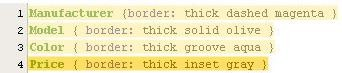 1 Manufacturer {border: thick dashed magenta }
2 Model { border: thick solid olive }
3 Color { border: thick groove aqua }
4 Price { border: thick inset gray }